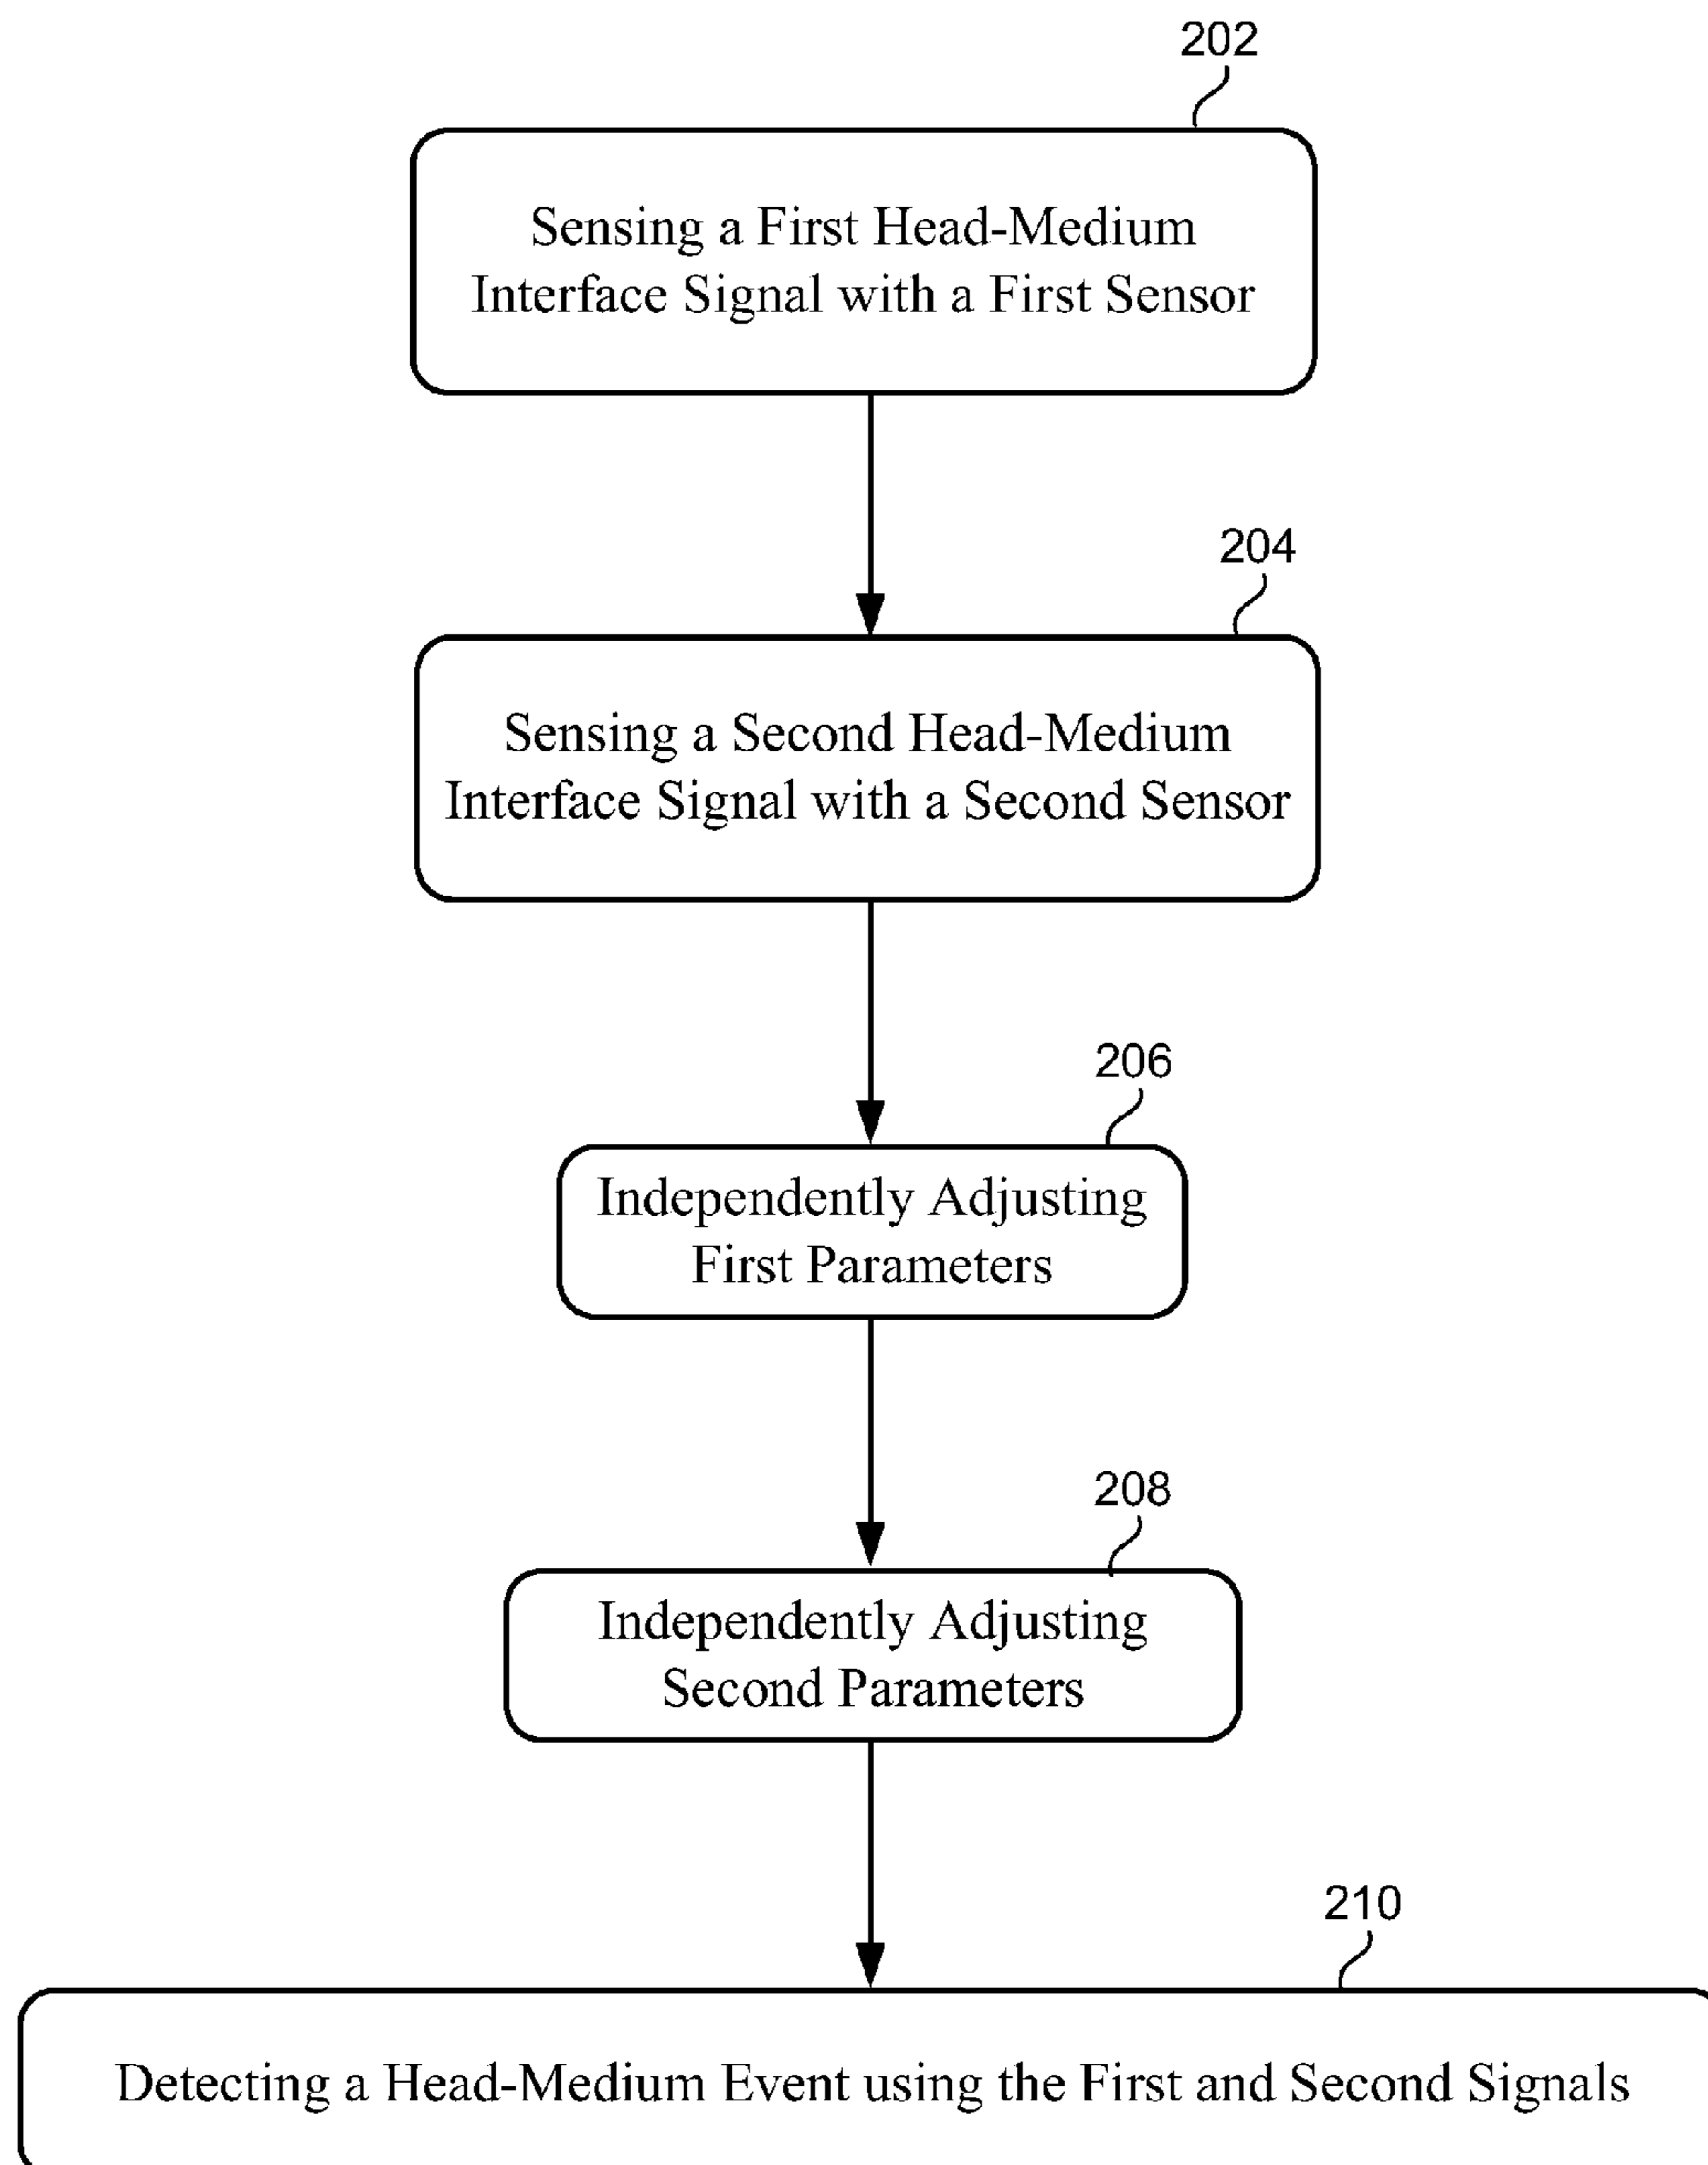 202
Sensing a First Head-Medium
Interface Signal with a First Sensor
204
Sensing a Second Head-Medium
Interface Signal with a Second Sensor
206
Independently Adjusting
First Parameters
208
Independently Adjusting
Second Parameters
210
Detecting a Head-Medium Event using the First and Second Signals